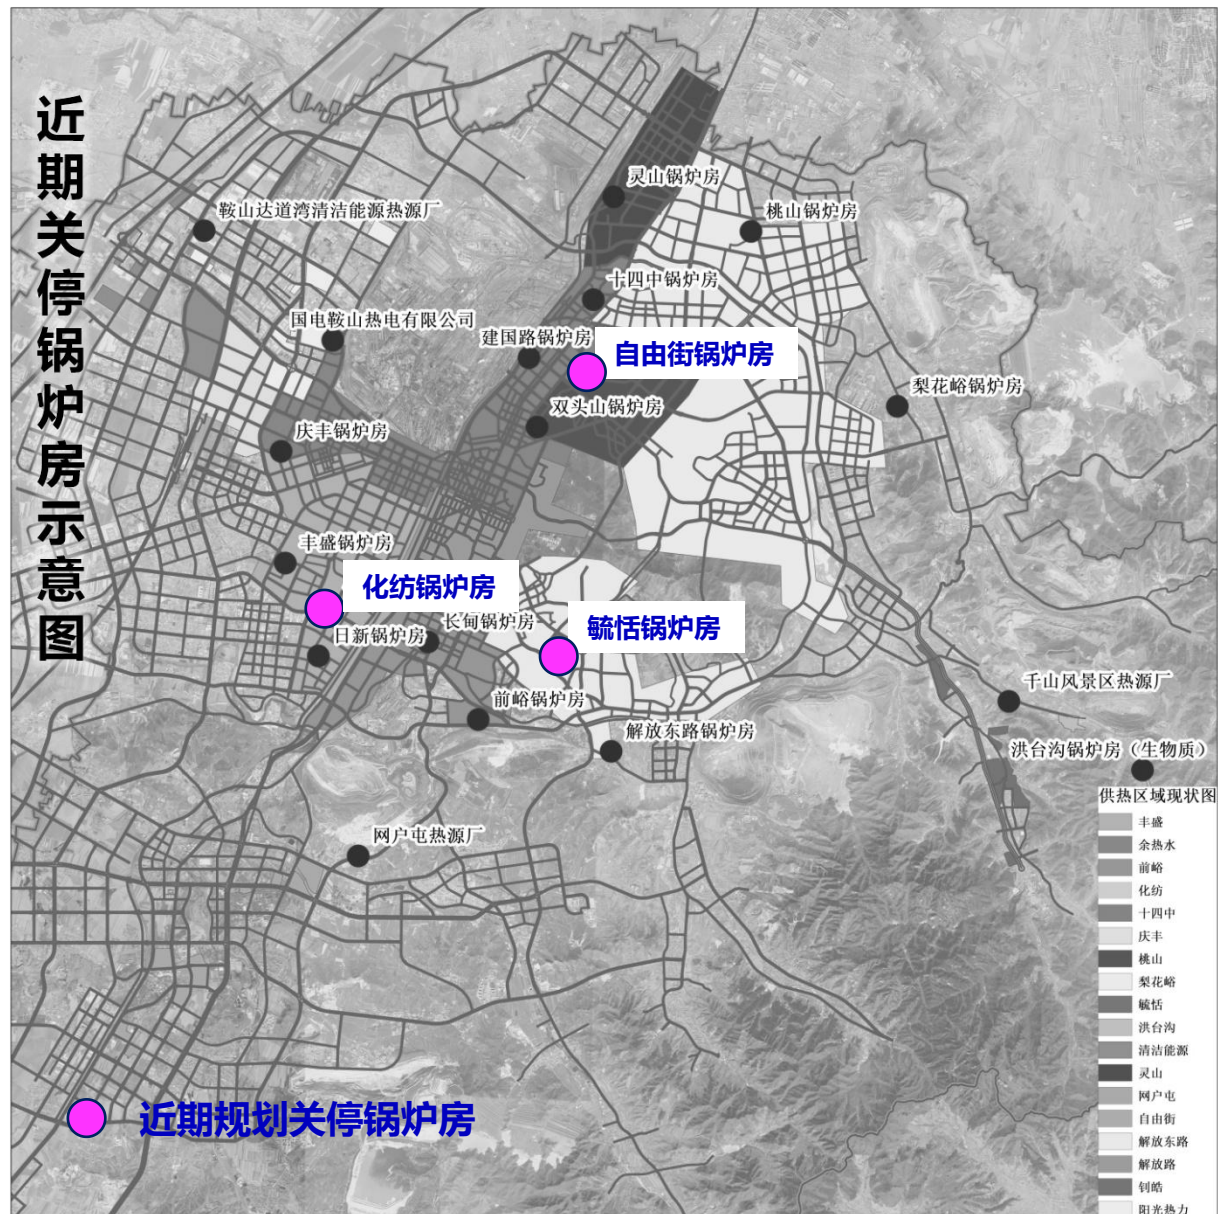 近期关停锅炉房示意图
灵山锅炉房
鞍山达道湾清洁能源热源厂
桃山锅炉房
十四中锅炉房
国电鞍山热电有限公司
建国路锅炉房
自由街锅炉房
梨花峪锅炉房
双头山锅炉房
庆丰锅炉房
丰盛锅炉房
化纺锅炉房
长甸锅炉房
毓恬锅炉房
日新锅炉房
千山风景区热源厂
前峪锅炉房
解放东路锅炉房
洪台沟锅炉房（生物质）
网户屯热源厂
供热区域现状图
丰盛
余热水
前峪
化纺
十四中
庆丰
桃山
梨花峪
毓恬
洪台沟
清洁能源
灵山
网户屯
自由街
解放东路
解放路
钊皓
阳光热力
近期规划关停锅炉房